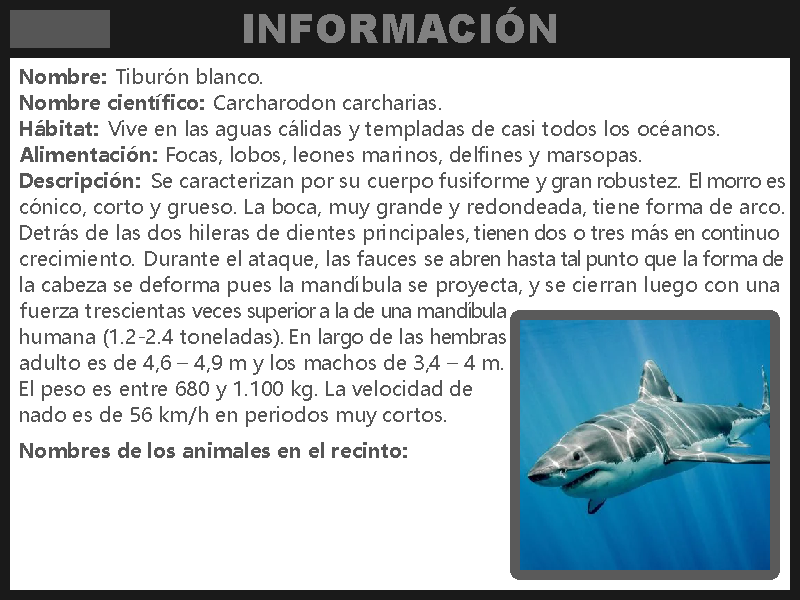 INFORMACIÓN
Nombre: Tiburón blanco.
Nombre científico: Carcharodon carcharias.
Hábitat: Vive en las aguas cálidas y templadas de casi todos los océanos.
Alimentación: Focas, lobos, leones marinos, delfines y marsopas.
Descripción: Se caracterizan por su cuerpo fusiforme y gran robustez. El morro es
cónico, corto y grueso. La boca, muy grande y redondeada, tiene forma de arco.
Detrás de las dos hileras de dientes principales, tienen dos o tres más en continuo
crecimiento. Durante el ataque, las fauces se abren hasta tal punto que la forma de
la cabeza se deforma pues la mandíbula se proyecta, y se cierran luego con una
fuerza trescientas veces superior a la de una mandíbula
humana (1.2-2.4 toneladas). En largo de las hembras
adulto es de 4,6 – 4,9 m y los machos de 3,4 – 4 m.
El peso es entre 680 y 1.100 kg. La velocidad de
nado es de 56 km/h en periodos muy cortos.
Nombres de los animales en el recinto: